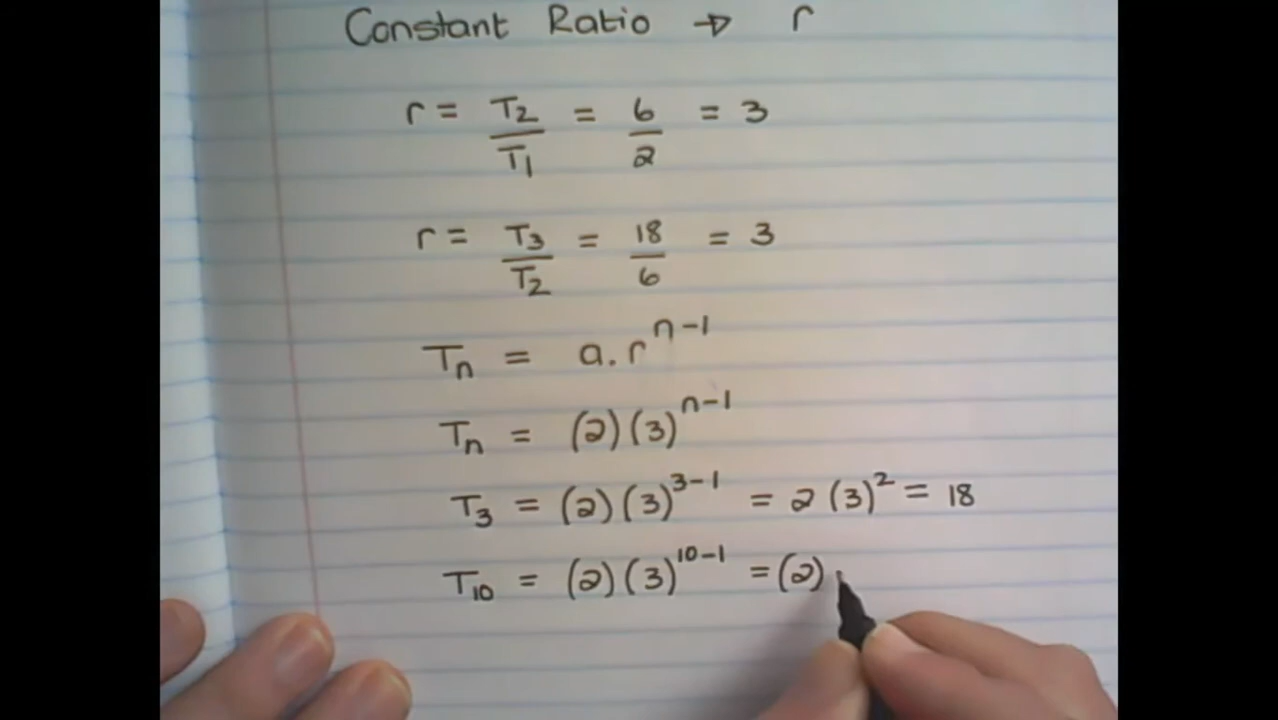 Constant Ratio → r
r = T₂/T₁ = 6/2 = 3
r = T₃/T₂ = 18/6 = 3
Tₙ = a.rⁿ⁻¹
Tₙ = (2)(3)ⁿ⁻¹
T₃ = (2)(3)³⁻¹ = 2(3)² = 18
T₁₀ = (2)(3)¹⁰⁻¹ = (2)